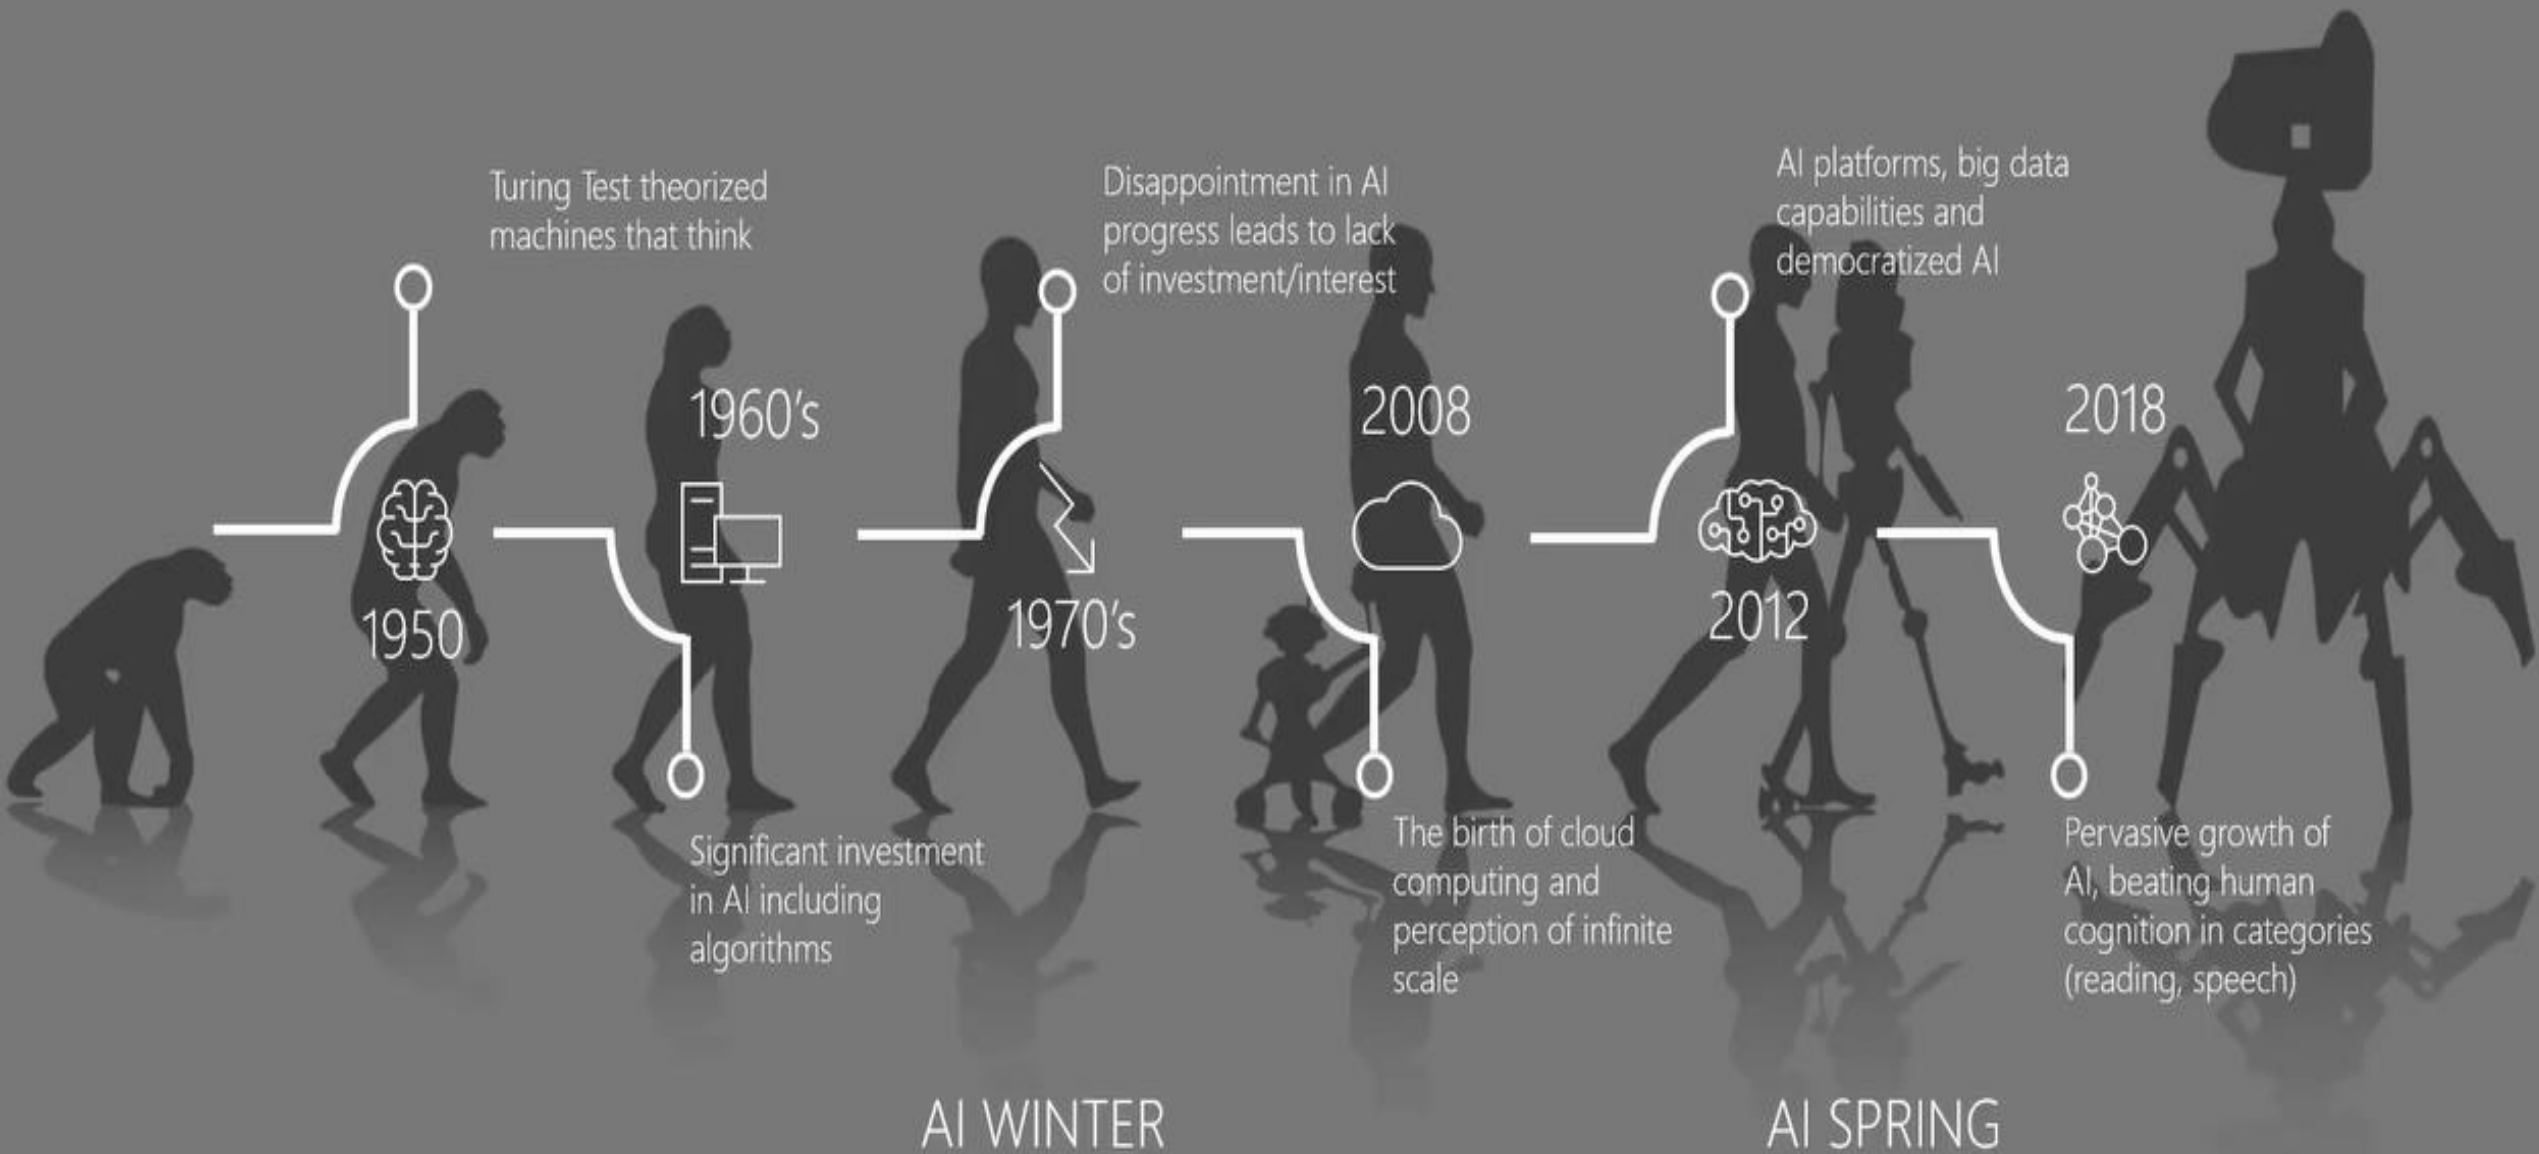 Turing Test theorized
machines that think
1950
1960's
Significant investment
in AI including
algorithms
Disappointment in AI
progress leads to lack
of investment/interest
1970's
2008
The birth of cloud
computing and
perception of infinite
scale
AI platforms, big data
capabilities and
democratized AI
2012
2018
Pervasive growth of
AI, beating human
cognition in categories
(reading, speech)
AI WINTER
AI SPRING